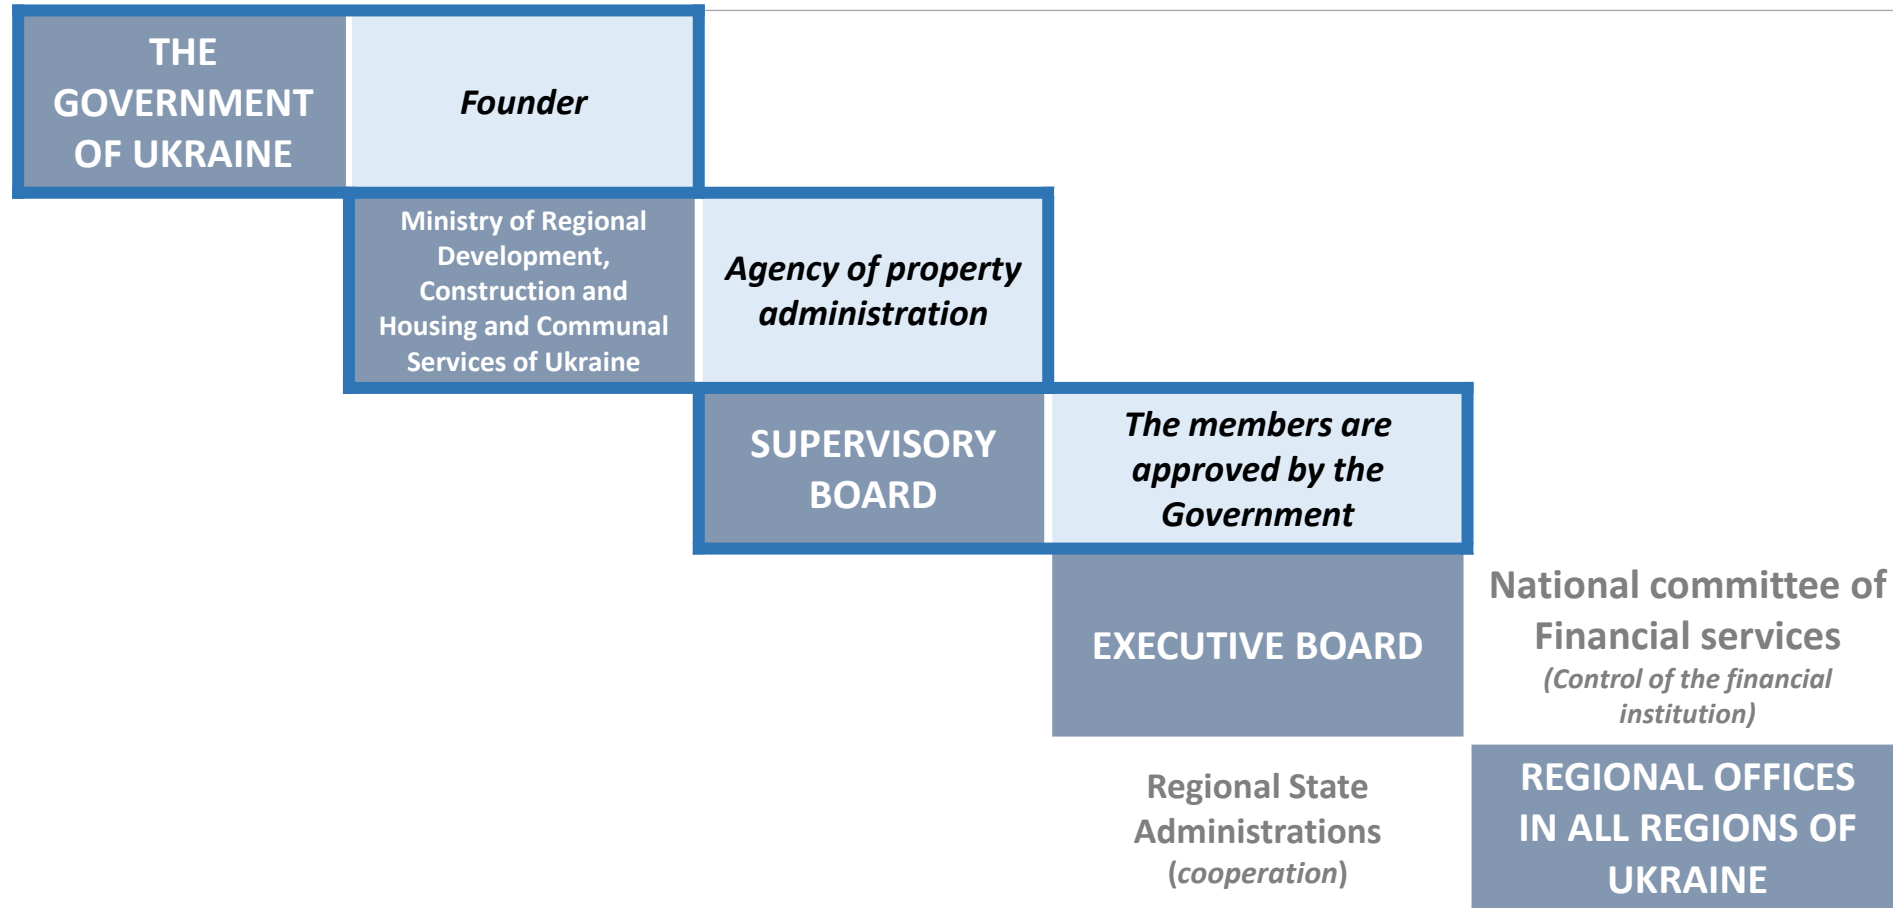 THE
GOVERNMENT
OF UKRAINE
Founder
Ministry of Regional
Development,
Construction and
Housing and Communal
Services of Ukraine
Agency of property
administration
SUPERVISORY
BOARD
The members are
approved by the
Government
EXECUTIVE BOARD
National committee of
Financial services
(Control of the financial
institution)
Regional State
Administrations
(cooperation)
REGIONAL OFFICES
IN ALL REGIONS OF
UKRAINE